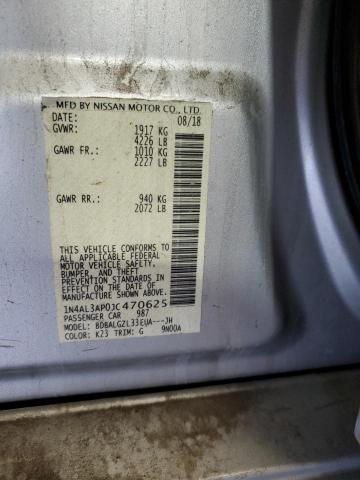 MFD BY NISSAN MOTOR CO., LTD.
DATE: 08/18
GVWR: 1917 KG
4226 LB
GAWR FR.: 1010 KG
2227 LB
GAWR RR.: 940 KG
2072 LB
THIS VEHICLE CONFORMS TO
ALL APPLICABLE FEDERAL
MOTOR VEHICLE SAFETY,
BUMPER, AND THEFT
PREVENTION STANDARDS IN
EFFECT ON THE DATE OF
MANUFACTURE SHOWN ABOVE.
1N4AL3AP0JC470625
PASSENGER CAR 987
MODEL: BDBALGZL33EUA---JH
COLOR: K23 TRIM: G 9N00A